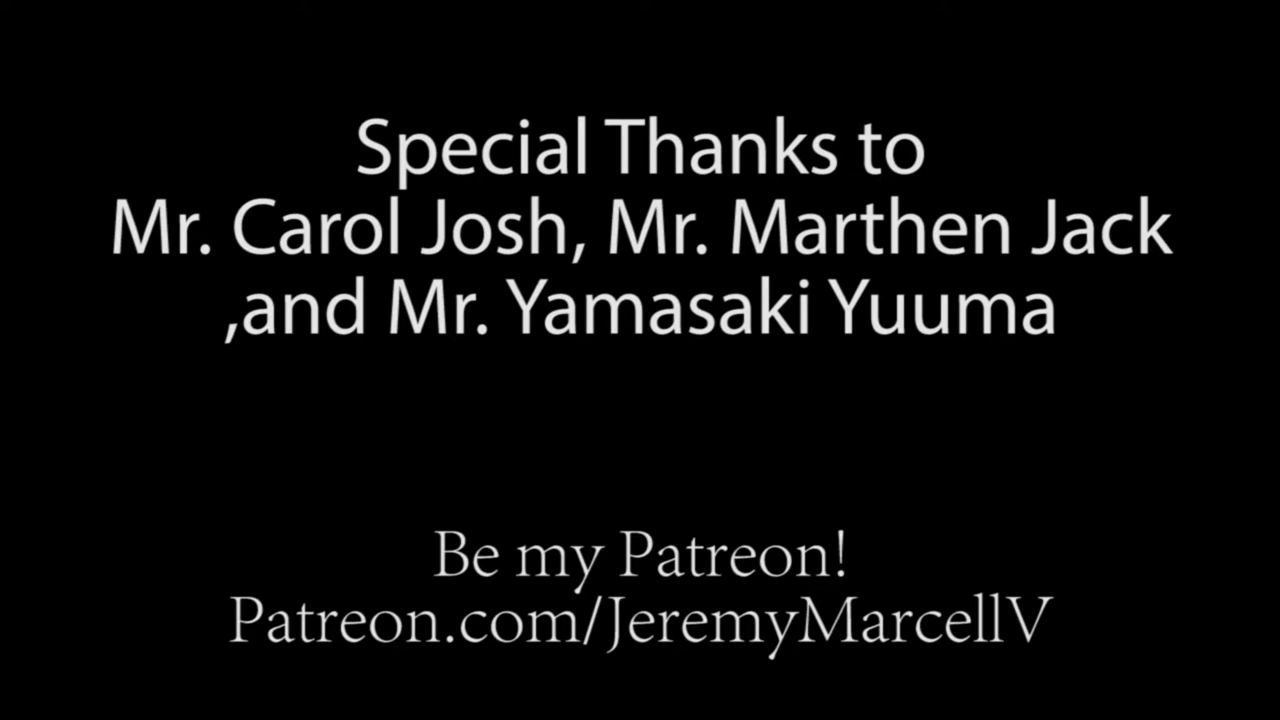 Special Thanks to
Mr. Carol Josh, Mr. Marthen Jack
,and Mr. Yamasaki Yuuma
Be my Patreon!
Patreon.com/JeremyMarcellV